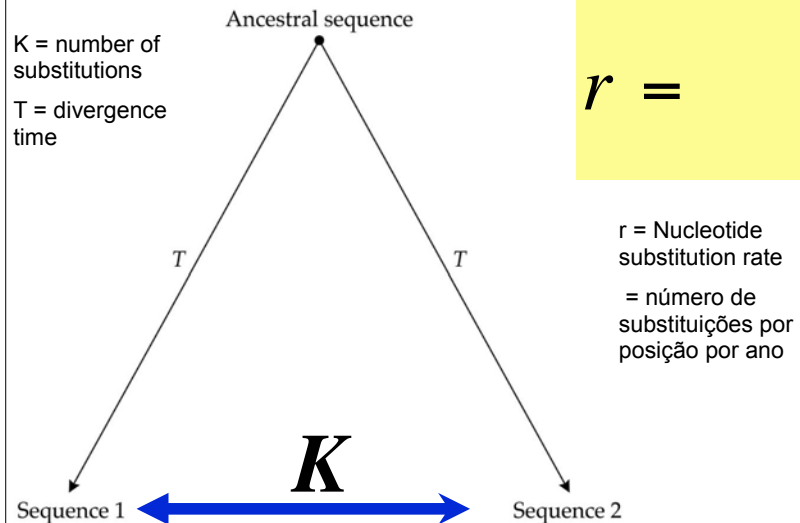 Ancestral sequence
K = number of
substitutions
T = divergence
time
r =
T
T
r = Nucleotide
substitution rate
= número de
substituições por
posição por ano
K
Sequence 1
Sequence 2